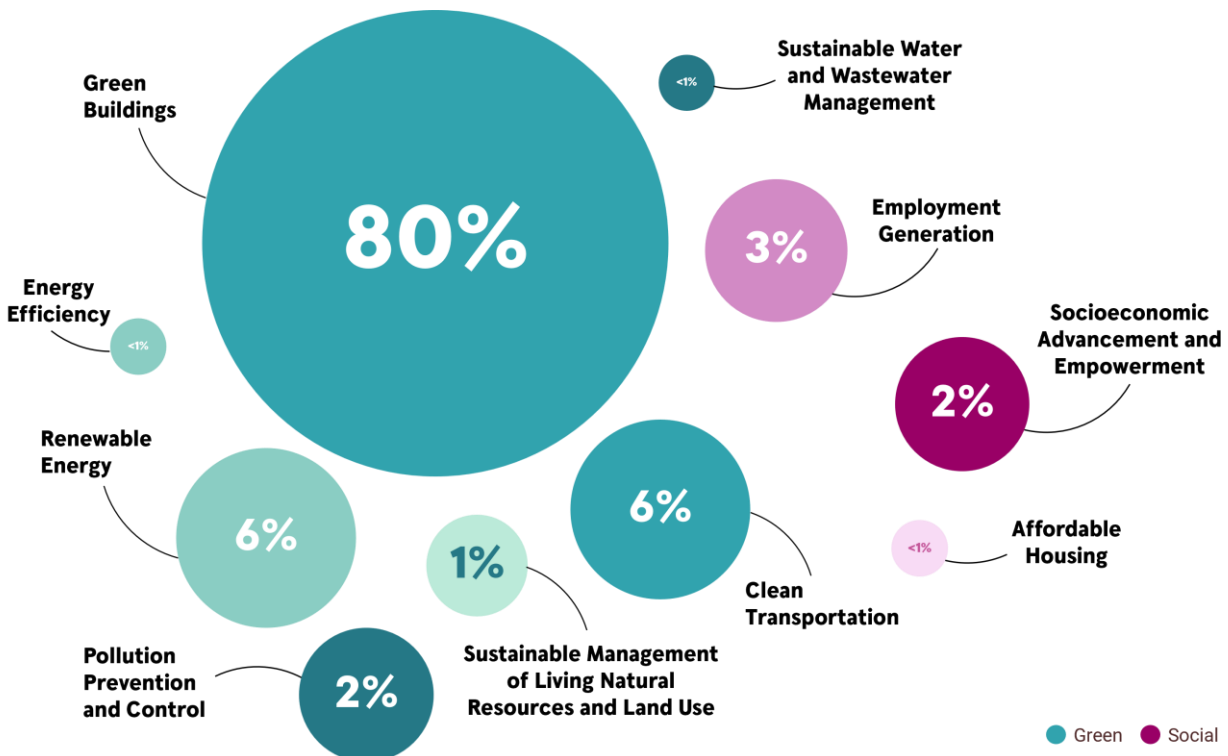 Green
Buildings
80%
<1%
Sustainable Water
and Wastewater
Management
3%
Employment
Generation
Energy
Efficiency
<1%
2%
Socioeconomic
Advancement and
Empowerment
Renewable
Energy
6%
1%
Sustainable Management
of Living Natural
Resources and Land Use
6%
Clean
Transportation
<1%
Affordable
Housing
Pollution
Prevention
and Control
2%
Green
Social